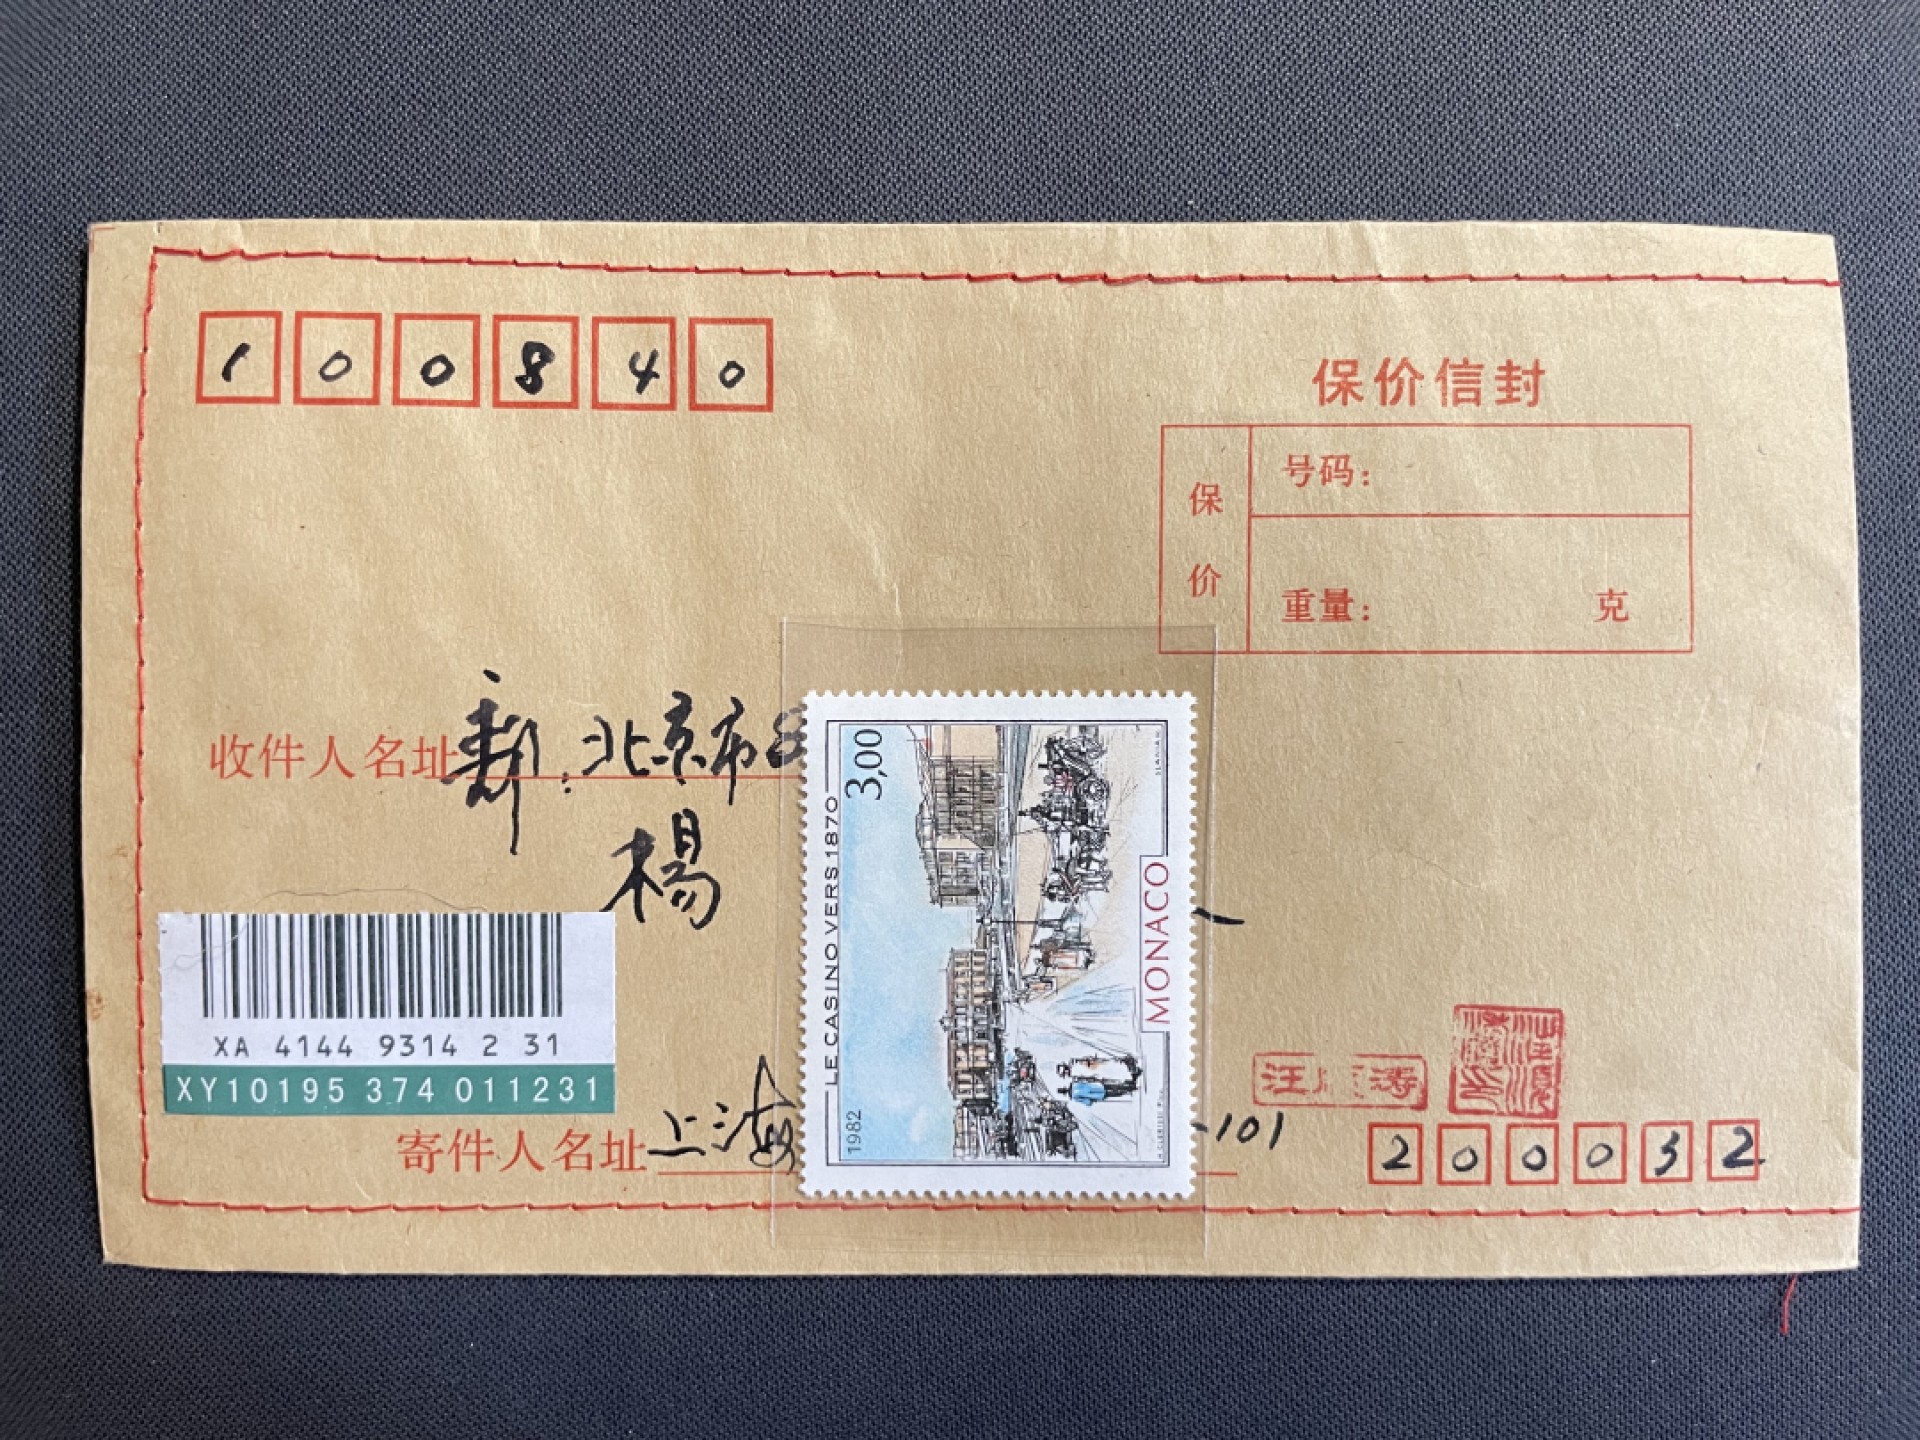 100840
保价信封
保价
号码：
重量： 克
收件人名址 北京市
楊
3,00
LE CASINO VERS 1870
MONACO
1982
XA 4144 9314 2 31
XY10195 374 011231
寄件人名址 上海
-101
汪 涛
200032